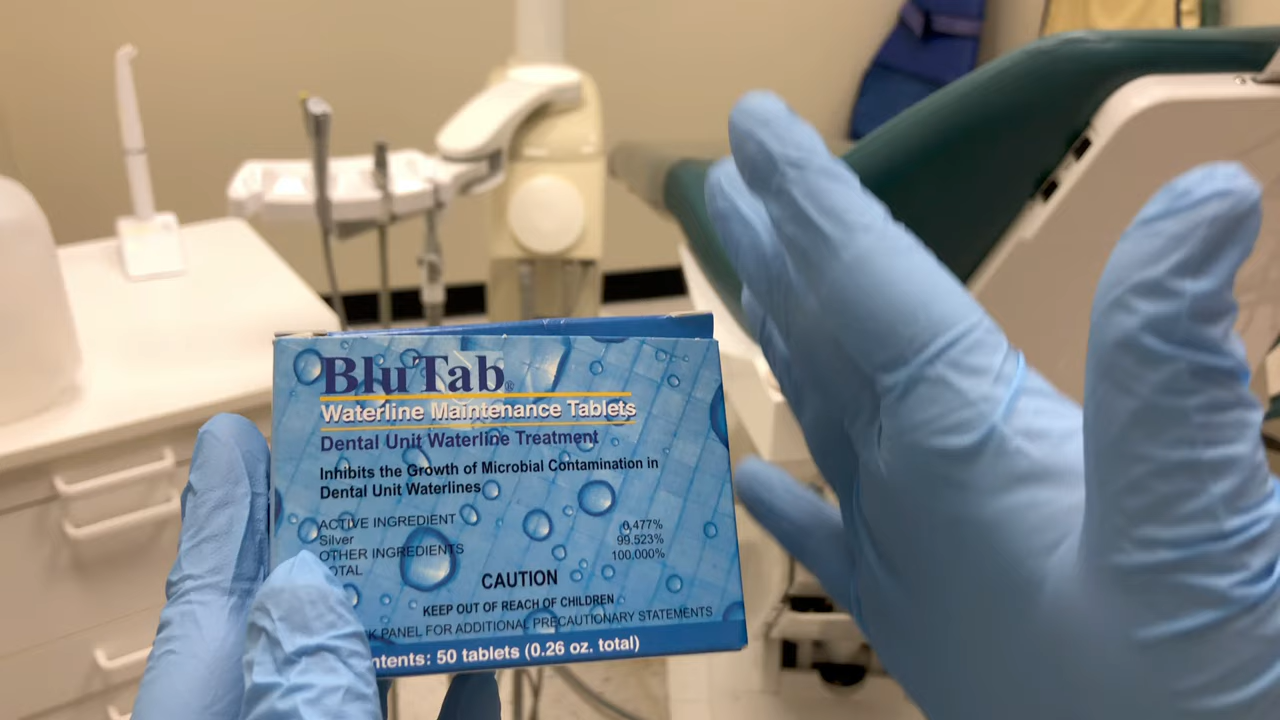 BluTab®
Waterline Maintenance Tablets
Dental Unit Waterline Treatment
Inhibits the Growth of Microbial Contamination in
Dental Unit Waterlines
ACTIVE INGREDIENT
Silver 0.477%
OTHER INGREDIENTS 99.523%
OTAL 100.000%
CAUTION
KEEP OUT OF REACH OF CHILDREN
K PANEL FOR ADDITIONAL PRECAUTIONARY STATEMENTS
ntents: 50 tablets (0.26 oz. total)